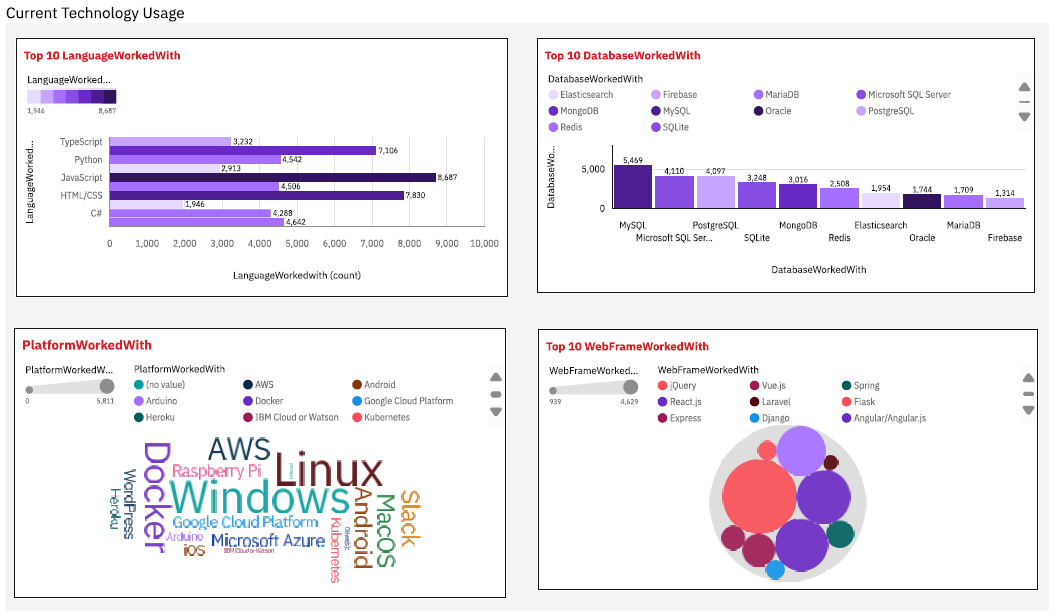 Current Technology Usage
Top 10 LanguageWorkedWith
LanguageWorked...
1,946 8,687
LanguageWorked...
TypeScript 3,232
7,106
Python 4,542
2,913
JavaScript 8,687
4,506
HTML/CSS 7,830
1,946
C# 4,288
4,642
0 1,000 2,000 3,000 4,000 5,000 6,000 7,000 8,000 9,000 10,000
LanguageWorkedwith (count)
Top 10 DatabaseWorkedWith
DatabaseWorkedWith
Elasticsearch Firebase MariaDB Microsoft SQL Server
MongoDB MySQL Oracle PostgreSQL
Redis SQLite
DatabaseWo...
5,000
0
5,469 4,110 4,097 3,248 3,016 2,508 1,954 1,744 1,709 1,314
MySQL PostgreSQL MongoDB Elasticsearch MariaDB
Microsoft SQL Ser... SQLite Redis Oracle Firebase
DatabaseWorkedWith
PlatformWorkedWith
PlatformWorkedW...
0 5,811
PlatformWorkedWith
(no value) AWS Android
Arduino Docker Google Cloud Platform
Heroku IBM Cloud or Watson Kubernetes
AWS
Docker
Raspberry Pi
Linux
WordPress
Heroku
Windows
Google Cloud Platform
Arduino
Microsoft Azure
iOS
IBM Cloud or Watson
Kubernetes
Android
MacOS
Slack
Top 10 WebFrameWorkedWith
WebFrameWorked...
939 4,629
WebFrameWorkedWith
jQuery Vue.js Spring
React.js Laravel Flask
Express Django Angular/Angular.js